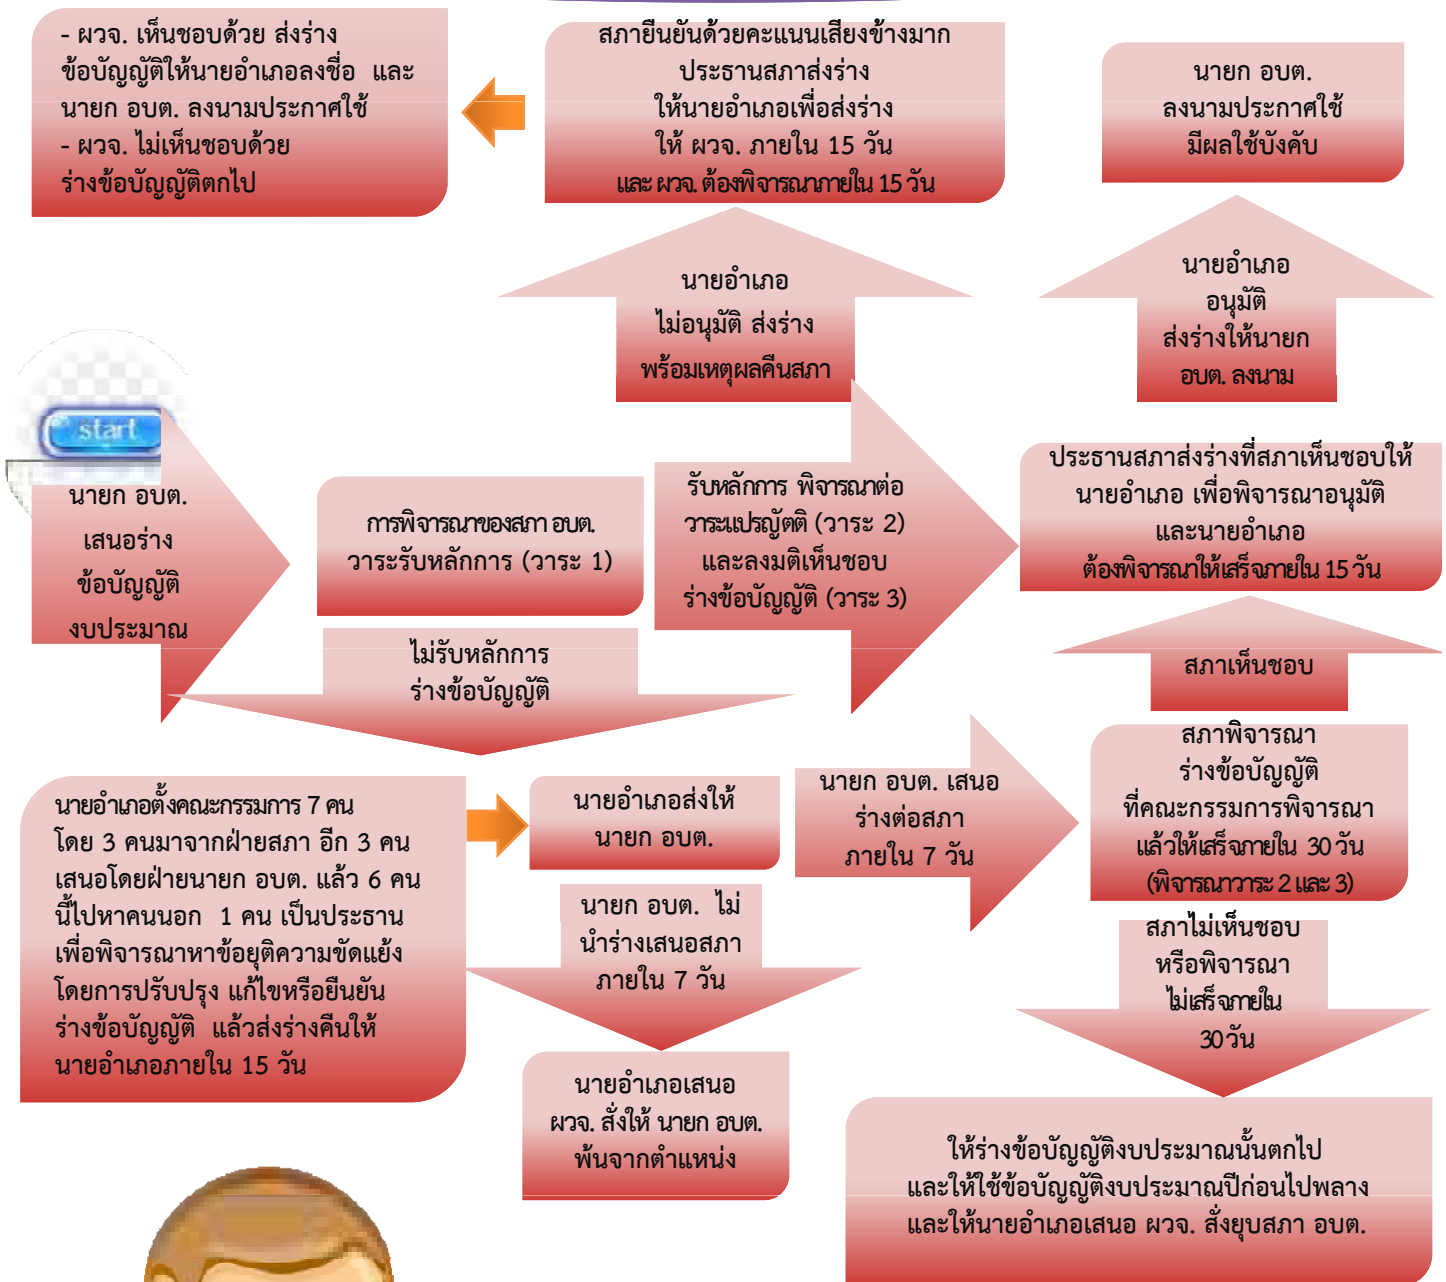 - ผวจ. เห็นชอบด้วย ส่งร่าง
ข้อบัญญัติให้นายอำเภอลงชื่อ และ
นายก อบต. ลงนามประกาศใช้
- ผวจ. ไม่เห็นชอบด้วย
ร่างข้อบัญญัติตกไป
สภายืนยันด้วยคะแนนเสียงข้างมาก
ประธานสภาส่งร่าง
ให้นายอำเภอเพื่อส่งร่าง
ให้ ผวจ. ภายใน 15 วัน
และ ผวจ. ต้องพิจารณาภายใน 15 วัน
นายก อบต.
ลงนามประกาศใช้
มีผลใช้บังคับ
นายอำเภอ
ไม่อนุมัติ ส่งร่าง
พร้อมเหตุผลคืนสภา
นายอำเภอ
อนุมัติ
ส่งร่างให้นายก
อบต. ลงนาม
start
นายก อบต.
เสนอร่าง
ข้อบัญญัติ
งบประมาณ
การพิจารณาของสภา อบต.
วาระรับหลักการ (วาระ 1)
รับหลักการ พิจารณาต่อ
วาระแปรญัตติ (วาระ 2)
และลงมติเห็นชอบ
ร่างข้อบัญญัติ (วาระ 3)
ประธานสภาส่งร่างที่สภาเห็นชอบให้
นายอำเภอ เพื่อพิจารณาอนุมัติ
และนายอำเภอ
ต้องพิจารณาให้เสร็จภายใน 15 วัน
ไม่รับหลักการ
ร่างข้อบัญญัติ
สภาเห็นชอบ
นายอำเภอตั้งคณะกรรมการ 7 คน
โดย 3 คนมาจากฝ่ายสภา อีก 3 คน
เสนอโดยฝ่ายนายก อบต. แล้ว 6 คน
นี้ไปหาคนนอก 1 คน เป็นประธาน
เพื่อพิจารณาหาข้อยุติความขัดแย้ง
โดยการปรับปรุง แก้ไขหรือยืนยัน
ร่างข้อบัญญัติ แล้วส่งร่างคืนให้
นายอำเภอภายใน 15 วัน
นายอำเภอส่งให้
นายก อบต.
นายก อบต. เสนอ
ร่างต่อสภา
ภายใน 7 วัน
สภาพิจารณา
ร่างข้อบัญญัติ
ที่คณะกรรมการพิจารณา
แล้วให้เสร็จภายใน 30 วัน
(พิจารณาวาระ 2 และ 3)
นายก อบต. ไม่
นำร่างเสนอสภา
ภายใน 7 วัน
สภาไม่เห็นชอบ
หรือพิจารณา
ไม่เสร็จภายใน
30 วัน
นายอำเภอเสนอ
ผวจ. สั่งให้ นายก อบต.
พ้นจากตำแหน่ง
ให้ร่างข้อบัญญัติงบประมาณนั้นตกไป
และให้ใช้ข้อบัญญัติงบประมาณปีก่อนไปพลาง
และให้นายอำเภอเสนอ ผวจ. สั่งยุบสภา อบต.